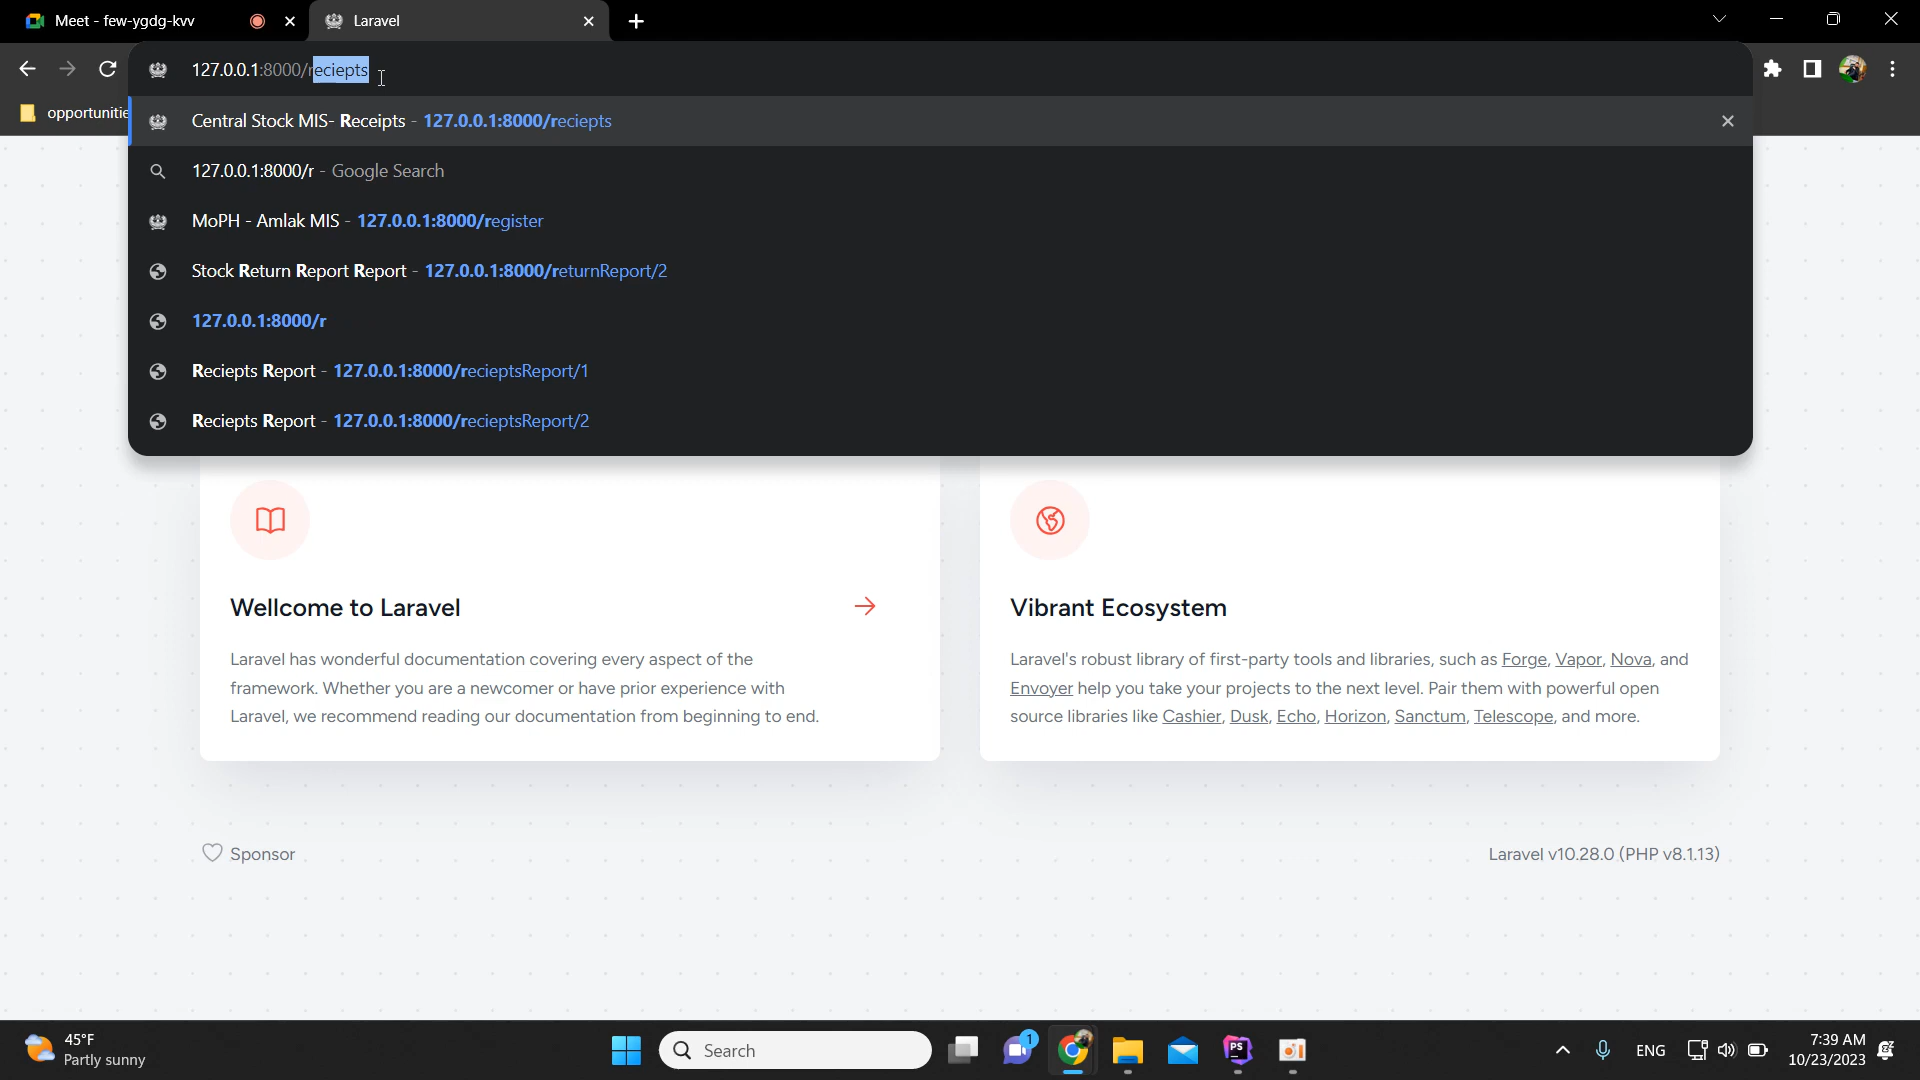 Meet - few-ygdg-kvv
Laravel
127.0.0.1:8000/reciepts
opportunitie
Central Stock MIS- Receipts - 127.0.0.1:8000/reciepts
127.0.0.1:8000/r - Google Search
MoPH - Amlak MIS - 127.0.0.1:8000/register
Stock Return Report Report - 127.0.0.1:8000/returnReport/2
127.0.0.1:8000/r
Reciepts Report - 127.0.0.1:8000/recieptsReport/1
Reciepts Report - 127.0.0.1:8000/recieptsReport/2
Wellcome to Laravel
Laravel has wonderful documentation covering every aspect of the
framework. Whether you are a newcomer or have prior experience with
Laravel, we recommend reading our documentation from beginning to end.
Vibrant Ecosystem
Laravel's robust library of first-party tools and libraries, such as Forge, Vapor, Nova, and
Envoyer help you take your projects to the next level. Pair them with powerful open
source libraries like Cashier, Dusk, Echo, Horizon, Sanctum, Telescope, and more.
Sponsor
Laravel v10.28.0 (PHP v8.1.13)
45°F
Partly sunny
Search
1
PS
ENG
7:39 AM
10/23/2023